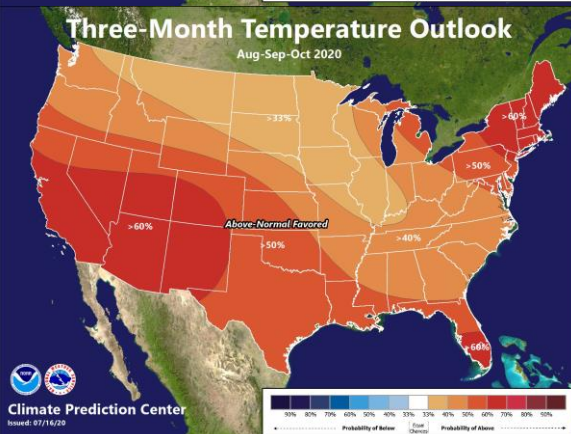 Three-Month Temperature Outlook
Aug-Sep-Oct 2020
>33%
>60%
>50%
>60%
Above-Normal Favored
>50%
>40%
>60%
Climate Prediction Center
Issued: 07/16/20
90% 80% 70% 60% 50% 40% 33% 33% 40% 50% 60% 70% 80% 90%
Probability of Below Equal Chances Probability of Above